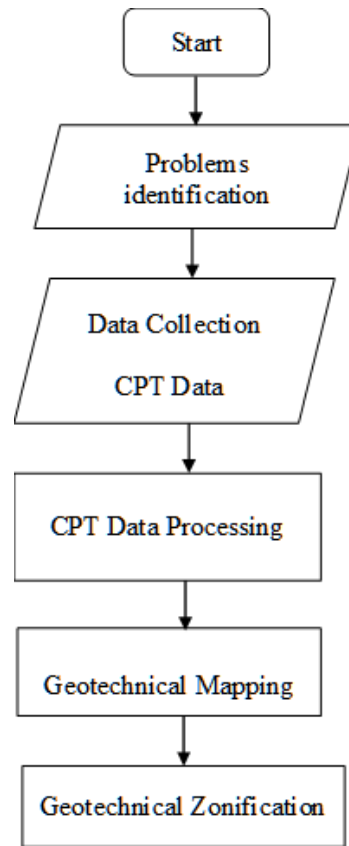 Start
Problems
identification
Data Collection
CPT Data
CPT Data Processing
Geotechnical Mapping
Geotechnical Zonification